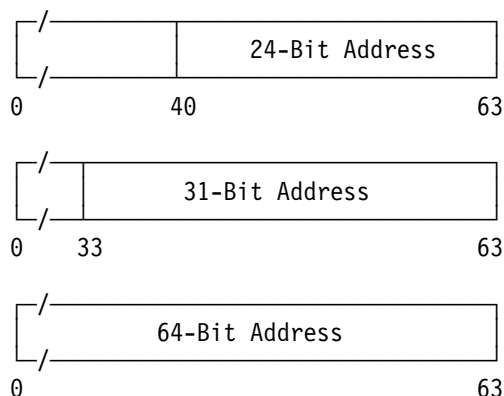 24-Bit Address
0 40 63
31-Bit Address
0 33 63
64-Bit Address
0 63